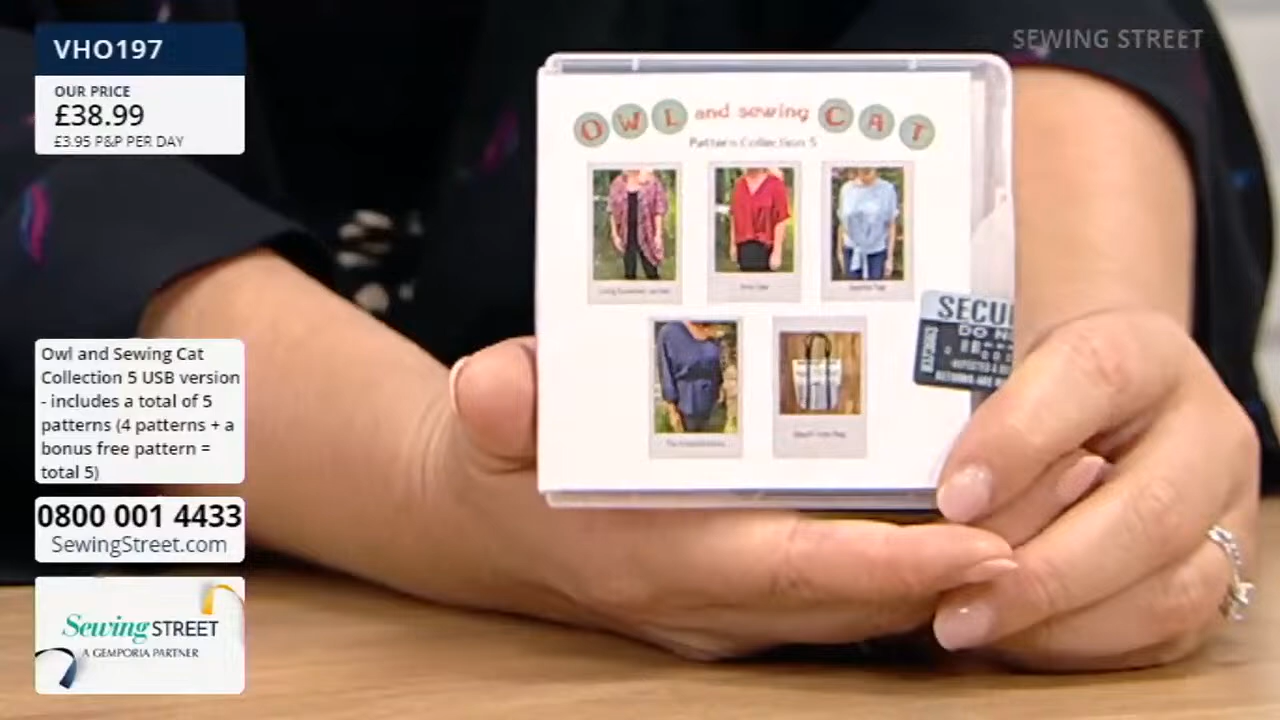 VHO197
OUR PRICE
£38.99
£3.95 P&P PER DAY
SEWING STREET
OWL and sewing CAT
Pattern Collection 5
SECU
DO N
Owl and Sewing Cat
Collection 5 USB version
- includes a total of 5
patterns (4 patterns + a
bonus free pattern =
total 5)
0800 001 4433
SewingStreet.com
Sewing STREET
A GEMPORIA PARTNER